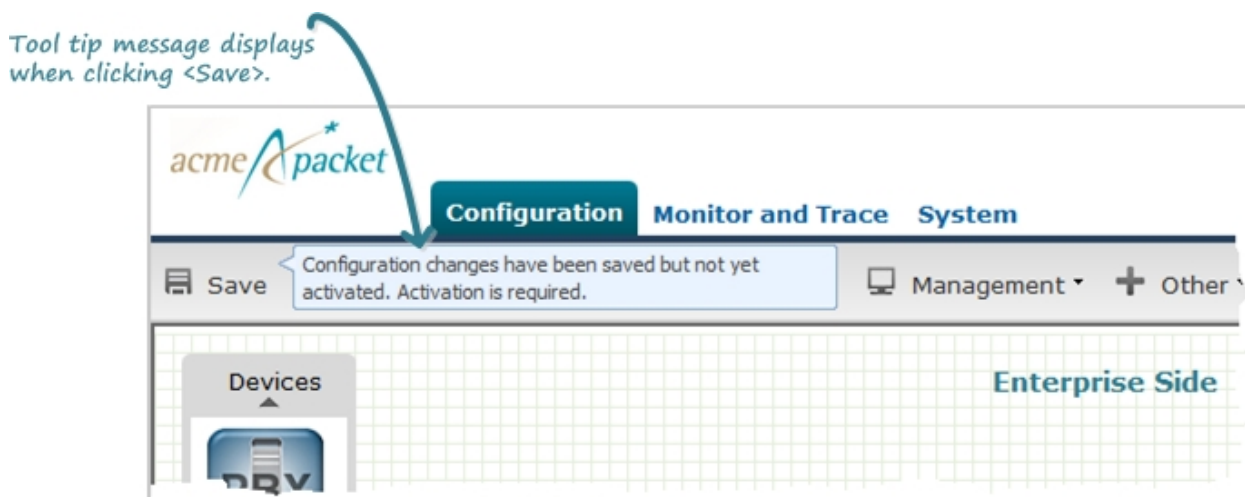 Tool tip message displays
when clicking <Save>.
acme packet
Configuration Monitor and Trace System
Save
Configuration changes have been saved but not yet
activated. Activation is required.
Management Other
Devices
Enterprise Side
PBX